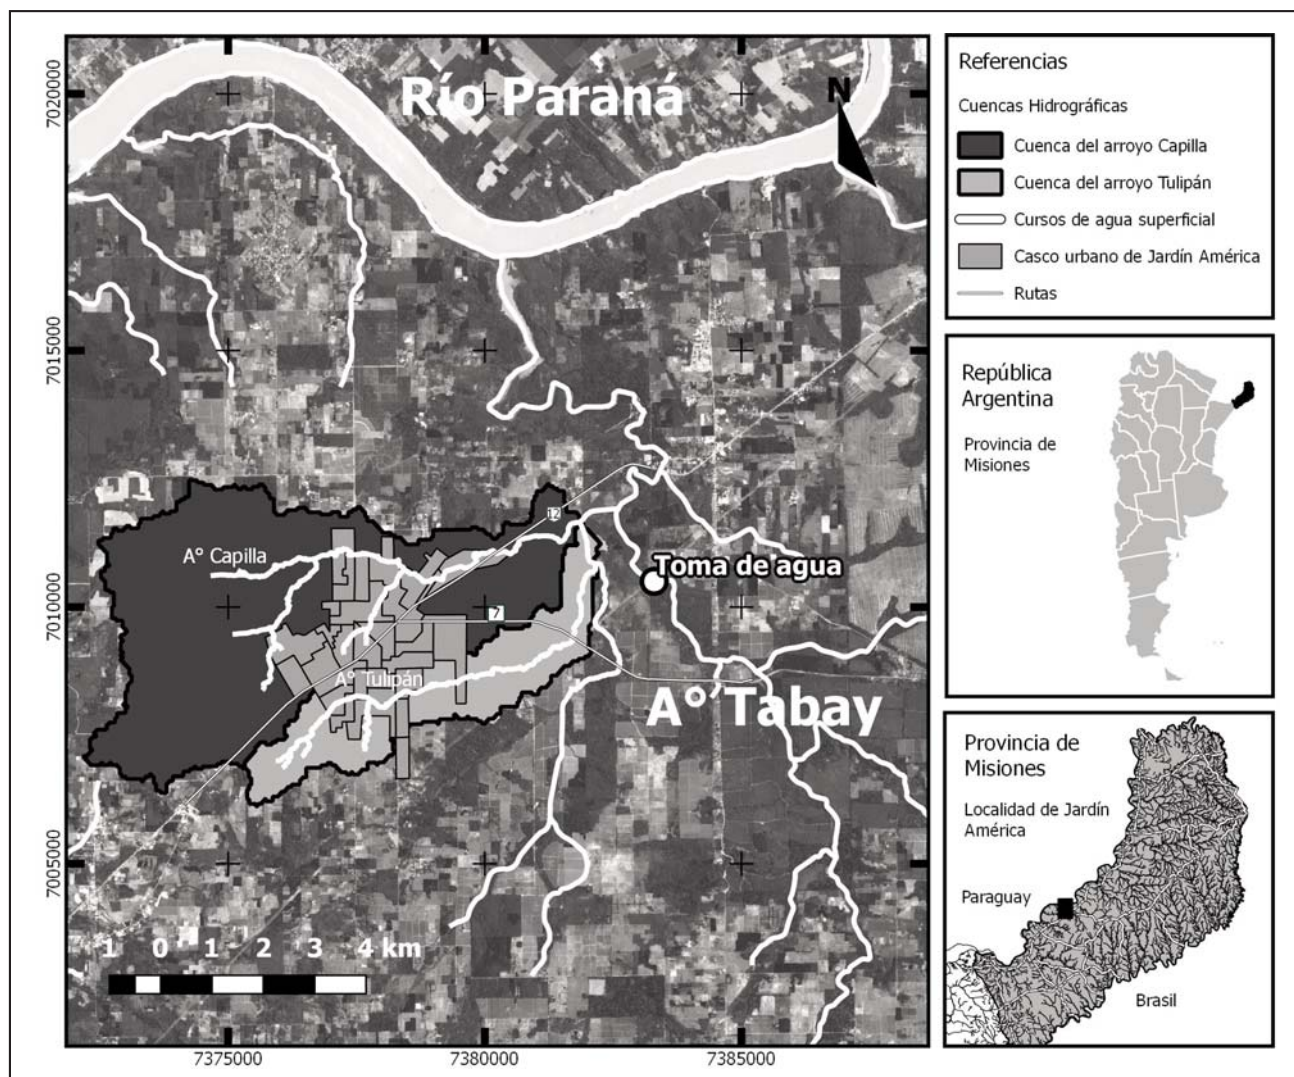 Río Paraná
N
A° Capilla
12
Toma de agua
7
A° Tulipán
A° Tabay
1 0 1 2 3 4 km
7020000
7015000
7010000
7005000
7375000
7380000
7385000
Referencias
Cuencas Hidrográficas
Cuenca del arroyo Capilla
Cuenca del arroyo Tulipán
Cursos de agua superficial
Casco urbano de Jardín América
Rutas
República
Argentina
Provincia de
Misiones
Provincia de
Misiones
Localidad de Jardín
América
Paraguay
Brasil